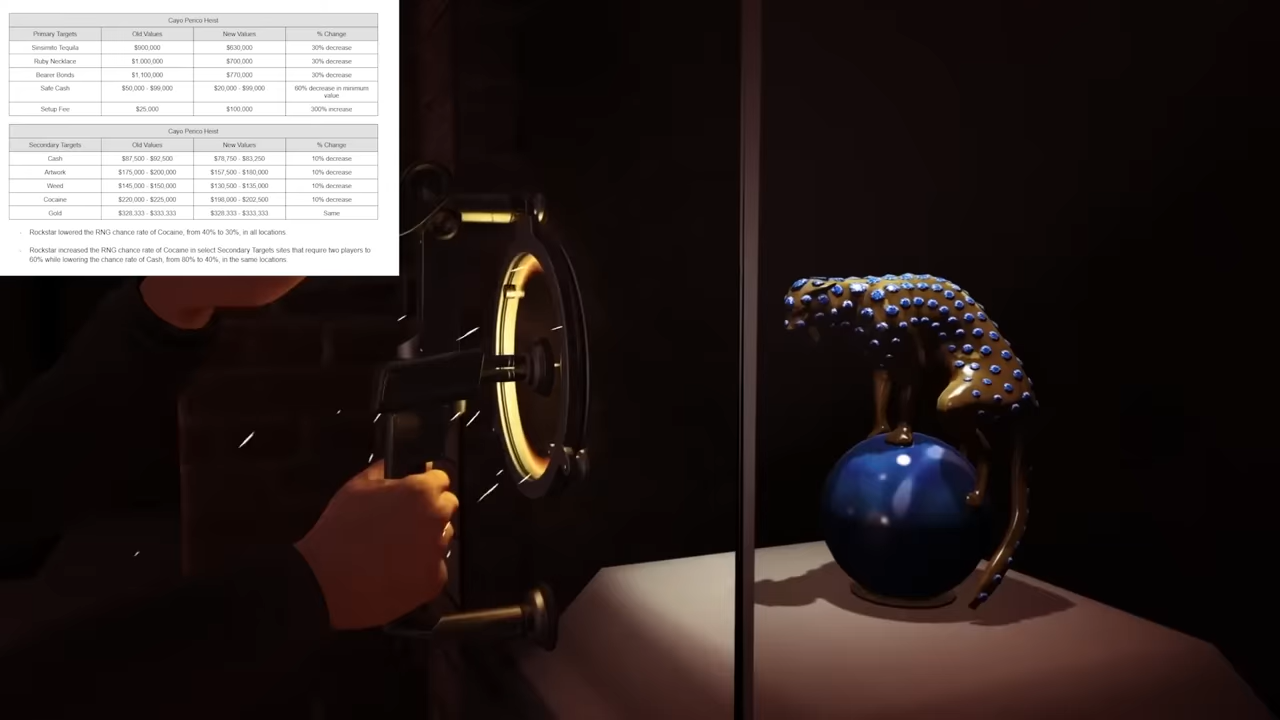 Cayo Perico Heist
Primary Targets Old Values New Values % Change
Sinsimito Tequila $900,000 $630,000 30% decrease
Ruby Necklace $1,000,000 $700,000 30% decrease
Bearer Bonds $1,100,000 $770,000 30% decrease
Safe Cash $50,000 - $99,000 $20,000 - $99,000 60% decrease in minimum
value
Setup Fee $25,000 $100,000 300% increase
Cayo Perico Heist
Secondary Targets Old Values New Values % Change
Cash $87,500 - $92,500 $78,750 - $83,250 10% decrease
Artwork $175,000 - $200,000 $157,500 - $180,000 10% decrease
Weed $145,000 - $150,000 $130,500 - $135,000 10% decrease
Cocaine $220,000 - $225,000 $198,000 - $202,500 10% decrease
Gold $328,333 - $333,333 $328,333 - $333,333 Same
Rockstar lowered the RNG chance rate of Cocaine, from 40% to 30%, in all locations.
Rockstar increased the RNG chance rate of Cocaine in select Secondary Targets sites that require two players to
60% while lowering the chance rate of Cash, from 80% to 40%, in the same locations.